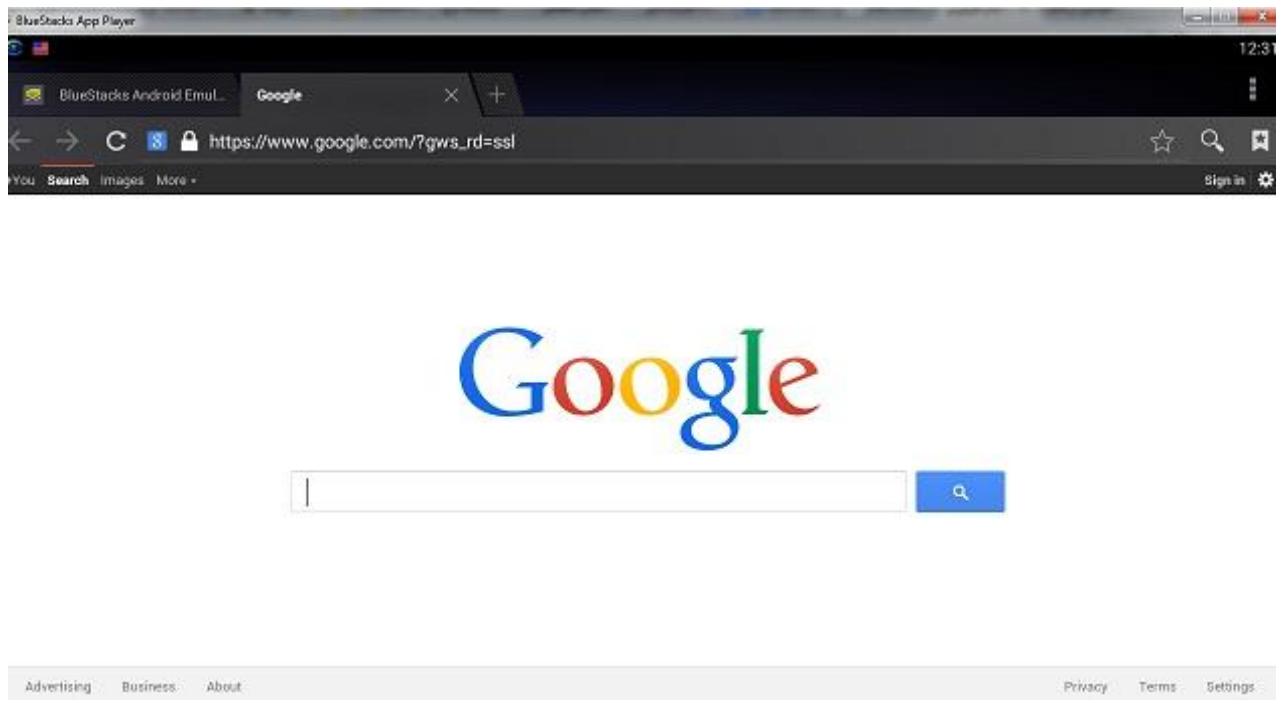 BlueStacks App Player
12:31
BlueStacks Android Emul... Google
8 https://www.google.com/?gws_rd=ssl
+You Search Images More
Sign in
Google
Advertising Business About
Privacy Terms Settings